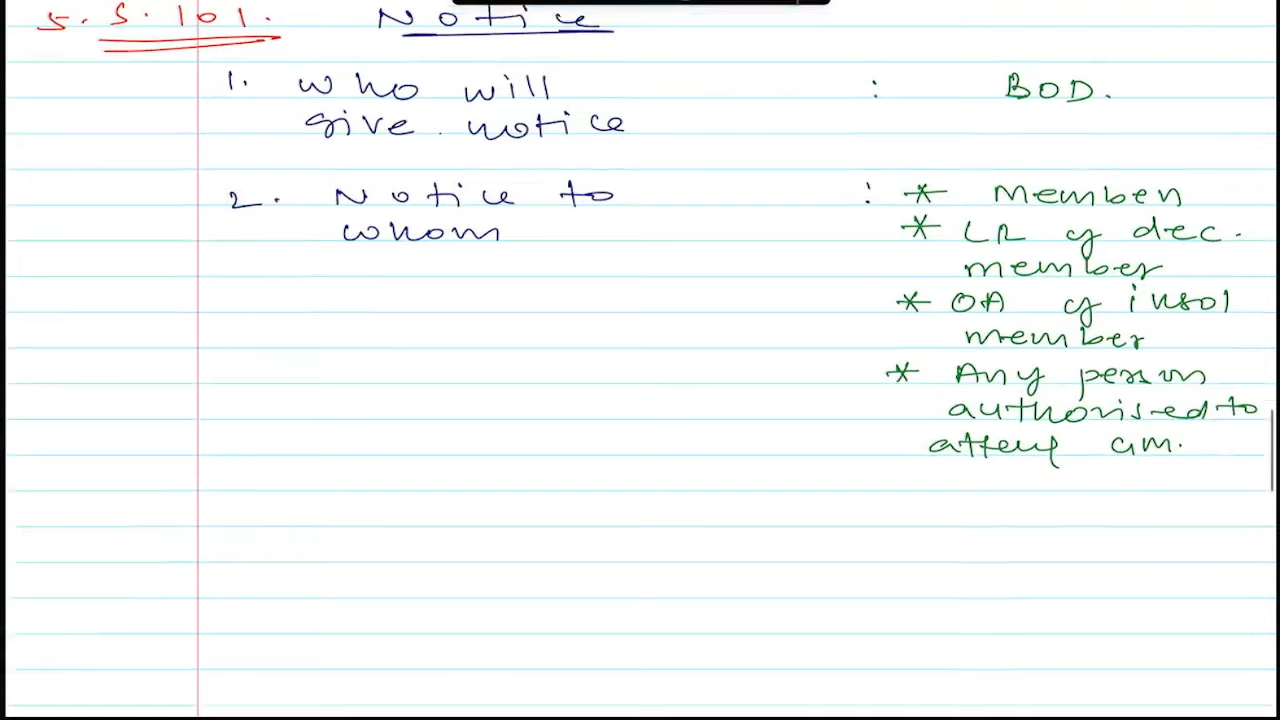 5. S. 101. Notice
1. who will : BOD.
give notice
2. Notice to : * Member
whom * LR of dec.
member
* OA of insol
member
* Any person
authorised to
attend GM.